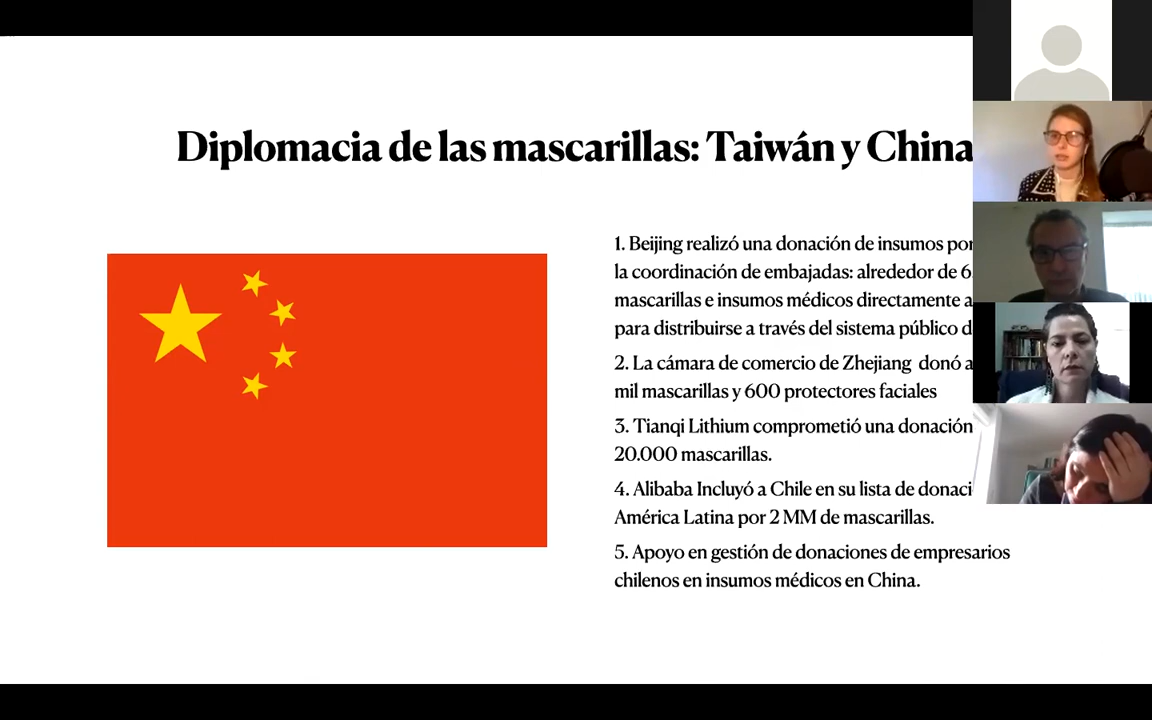 Diplomacia de las mascarillas: Taiwán y China
1. Beijing realizó una donación de insumos por
la coordinación de embajadas: alrededor de 6
mascarillas e insumos médicos directamente a
para distribuirse a través del sistema público d
2. La cámara de comercio de Zhejiang donó a
mil mascarillas y 600 protectores faciales
3. Tianqi Lithium comprometió una donación
20.000 mascarillas.
4. Alibaba Incluyó a Chile en su lista de donaci
América Latina por 2 MM de mascarillas.
5. Apoyo en gestión de donaciones de empresarios
chilenos en insumos médicos en China.